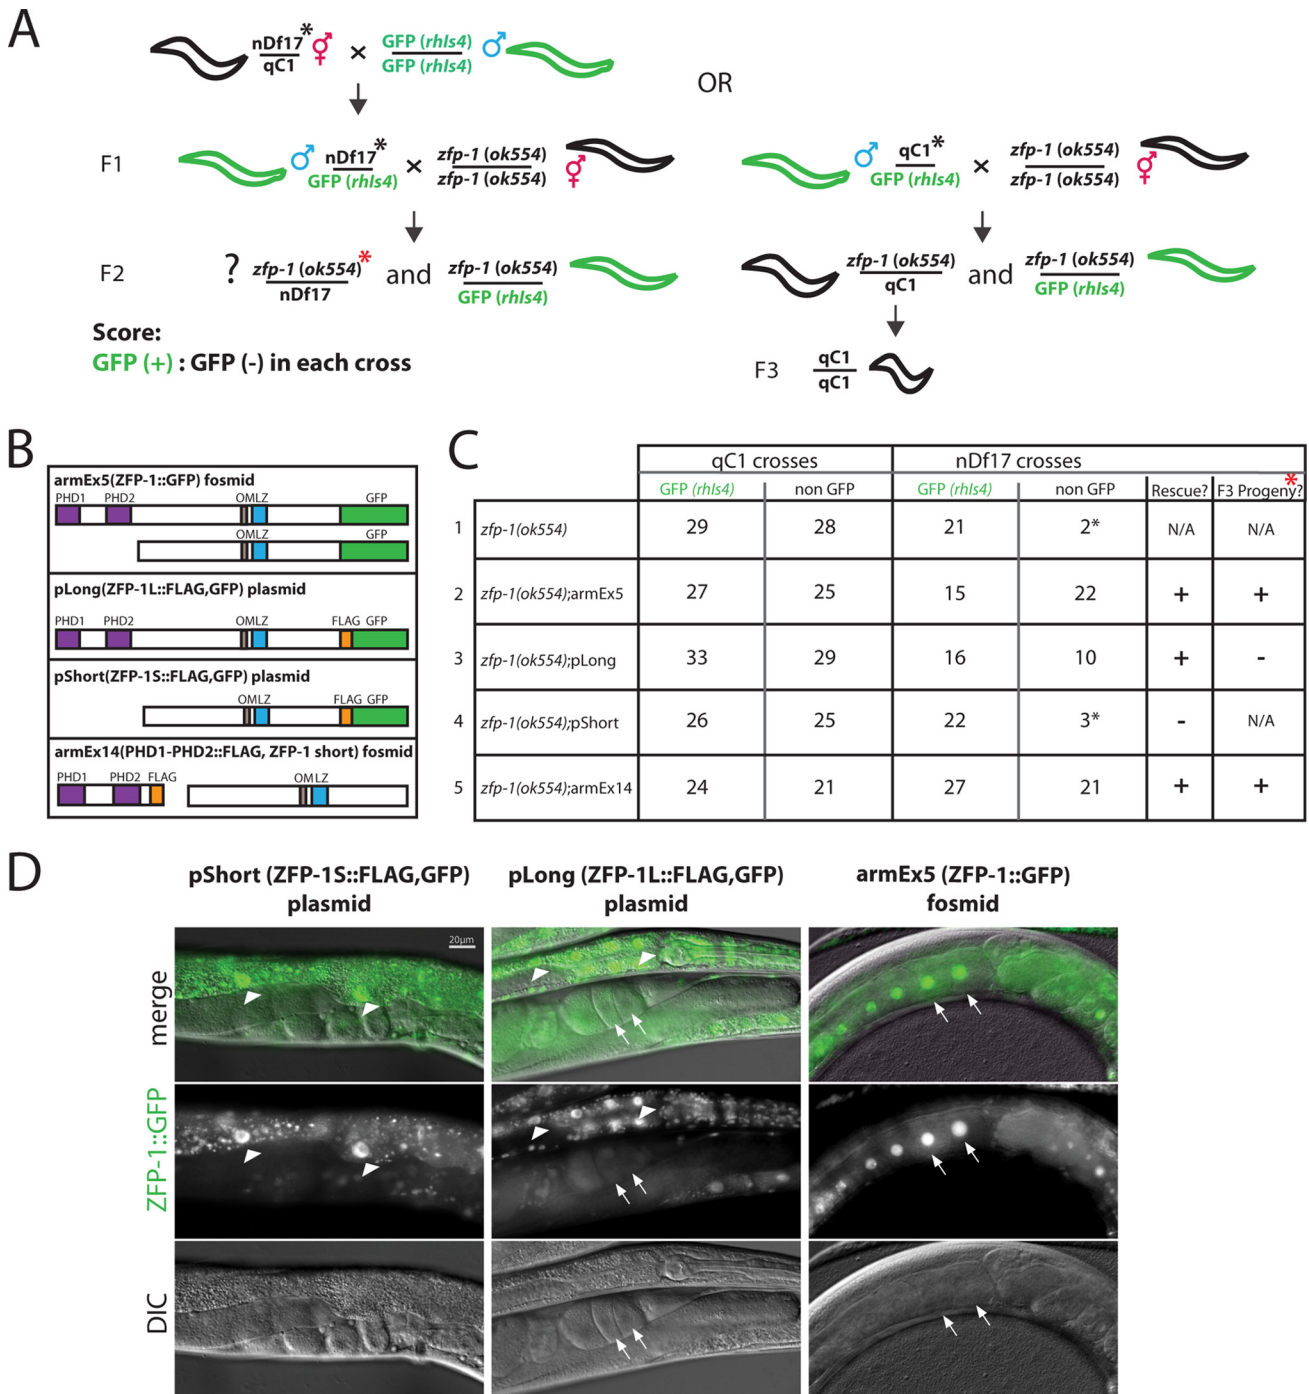 A
nDf17*
qC1
×
GFP (rhIs4)
GFP (rhIs4)
OR
F1
nDf17*
GFP (rhIs4)
×
zfp-1 (ok554)
zfp-1 (ok554)
qC1*
GFP (rhIs4)
×
zfp-1 (ok554)
zfp-1 (ok554)
F2
?
zfp-1 (ok554)*
nDf17
and
zfp-1 (ok554)
GFP (rhIs4)
zfp-1 (ok554)
qC1
and
zfp-1 (ok554)
GFP (rhIs4)
Score:
GFP (+) : GFP (-) in each cross
F3
qC1
qC1
B
armEx5(ZFP-1::GFP) fosmid
PHD1 PHD2 OMLZ GFP
OMLZ GFP
pLong(ZFP-1L::FLAG,GFP) plasmid
PHD1 PHD2 OMLZ FLAG GFP
pShort(ZFP-1S::FLAG,GFP) plasmid
OMLZ FLAG GFP
armEx14(PHD1-PHD2::FLAG, ZFP-1 short) fosmid
PHD1 PHD2 FLAG OM LZ
C
qC1 crosses nDf17 crosses
GFP (rhIs4) non GFP GFP (rhIs4) non GFP Rescue? F3 Progeny?*
1 zfp-1(ok554) 29 28 21 2* N/A N/A
2 zfp-1(ok554);armEx5 27 25 15 22 + +
3 zfp-1(ok554);pLong 33 29 16 10 + -
4 zfp-1(ok554);pShort 26 25 22 3* - N/A
5 zfp-1(ok554);armEx14 24 21 27 21 + +
D
pShort (ZFP-1S::FLAG,GFP)
plasmid
pLong (ZFP-1L::FLAG,GFP)
plasmid
armEx5 (ZFP-1::GFP)
fosmid
20µm
merge
ZFP-1::GFP
DIC